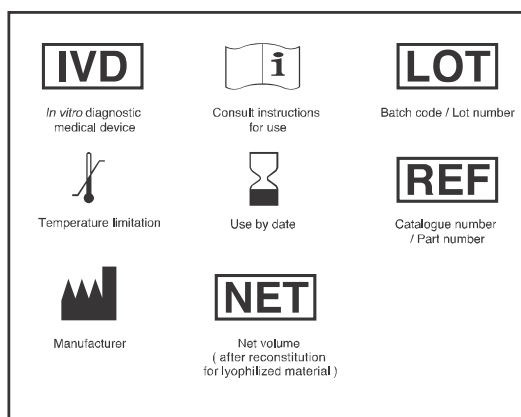 IVD
In vitro diagnostic
medical device
i
Consult instructions
for use
LOT
Batch code / Lot number
Temperature limitation
Use by date
REF
Catalogue number
/ Part number
Manufacturer
NET
Net volume
( after reconstitution
for lyophilized material )